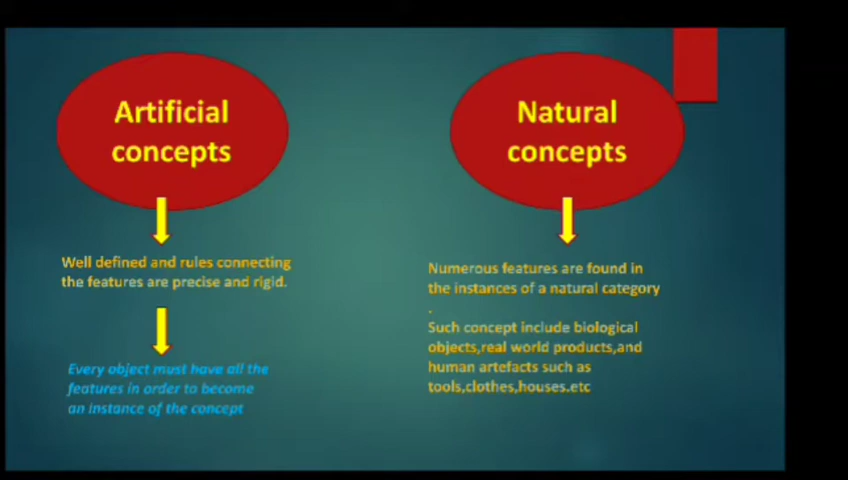 Artificial
concepts
Well defined and rules connecting
the features are precise and rigid.
Every object must have all the
features in order to become
an instance of the concept
Natural
concepts
Numerous features are found in
the instances of a natural category
.
Such concept include biological
objects,real world products,and
human artefacts such as
tools,clothes,houses.etc